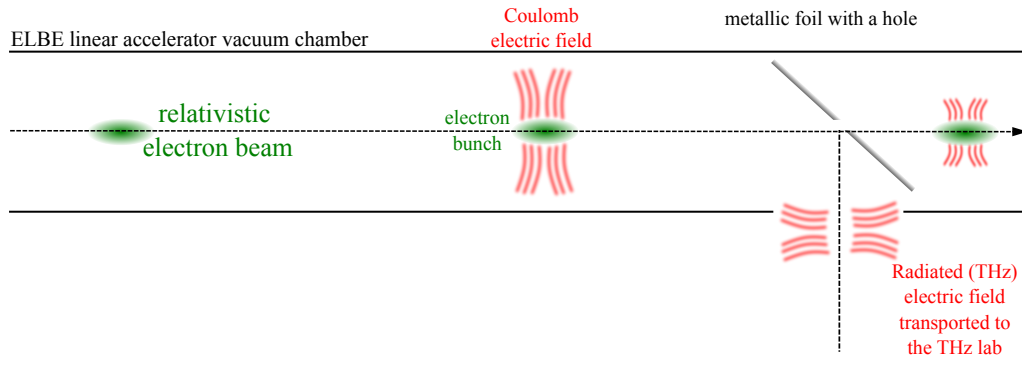 ELBE linear accelerator vacuum chamber
Coulomb
electric field
metallic foil with a hole
relativistic
electron beam
electron
bunch
Radiated (THz)
electric field
transported to
the THz lab